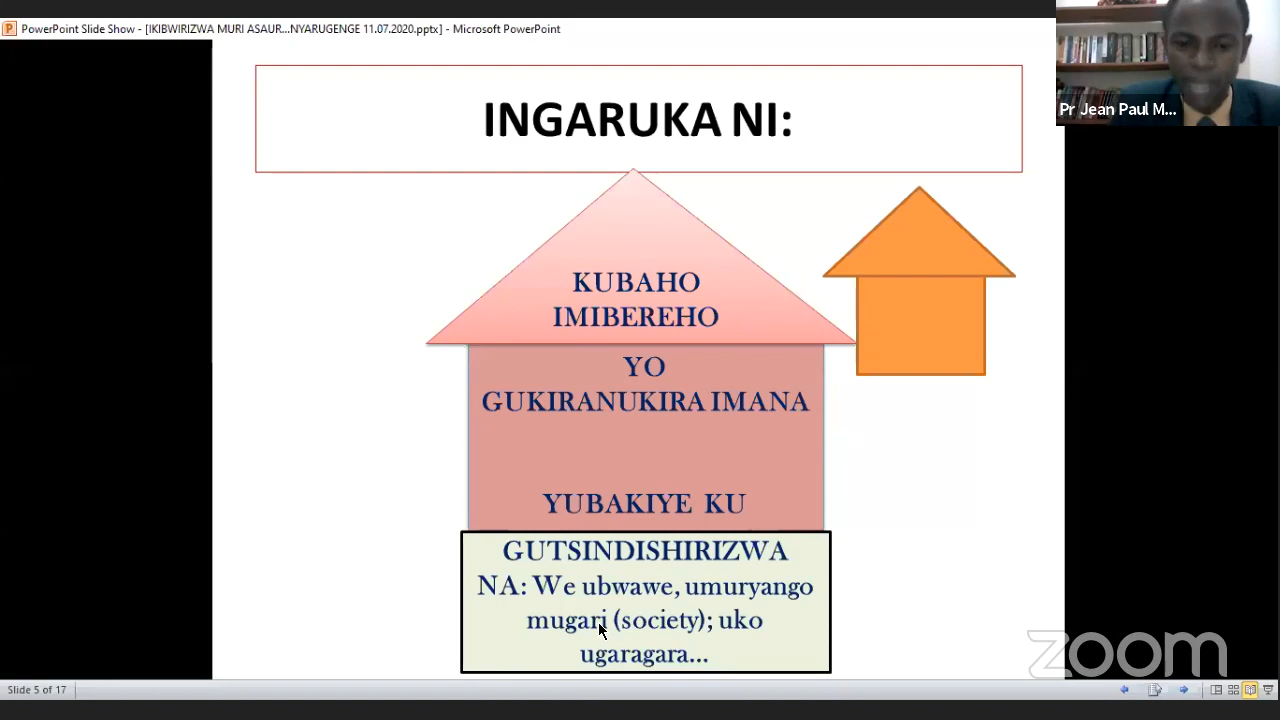 PowerPoint Slide Show - [IKIBWIRIZWA MURI ASAUR...NYARUGENGE 11.07.2020.pptx] - Microsoft PowerPoint
Pr Jean Paul M...
INGARUKA NI:
KUBAHO
IMIBEREHO
YO
GUKIRANUKIRA IMANA
YUBAKIYE KU
GUTSINDISHIRIZWA
NA: We ubwawe, umuryango
mugari (society); uko
ugaragara...
zoom
Slide 5 of 17